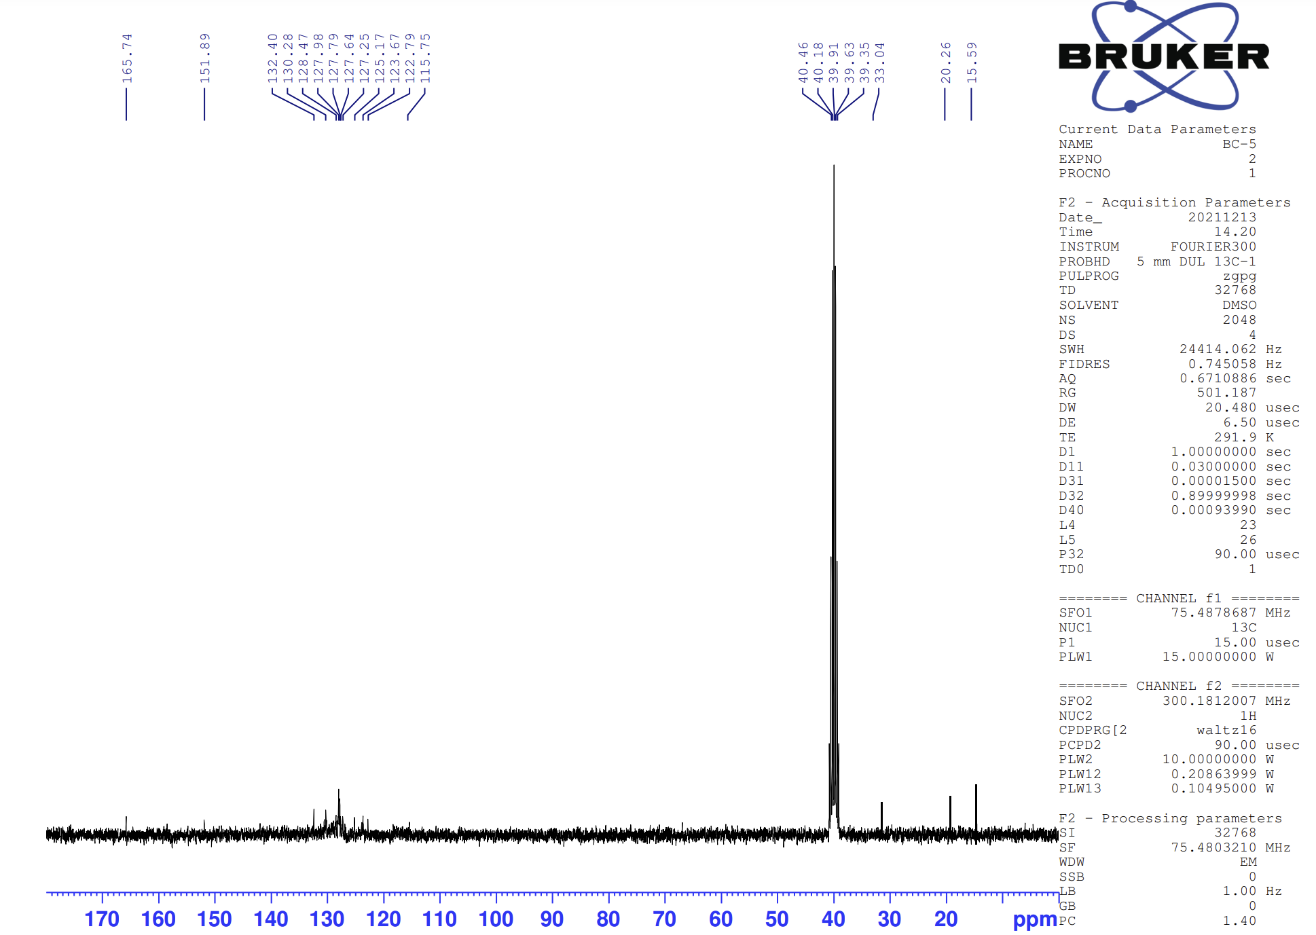 165.74
151.89
132.40
130.28
128.47
127.98
127.79
127.64
127.25
125.17
123.67
122.79
115.75
40.46
40.18
39.91
39.63
39.35
33.04
20.26
15.59
BRUKER
Current Data Parameters
NAME BC-5
EXPNO 2
PROCNO 1
F2 - Acquisition Parameters
Date_ 20211213
Time 14.20
INSTRUM FOURIER300
PROBHD 5 mm DUL 13C-1
PULPROG zgpg
TD 32768
SOLVENT DMSO
NS 2048
DS 4
SWH 24414.062 Hz
FIDRES 0.745058 Hz
AQ 0.6710886 sec
RG 501.187
DW 20.480 usec
DE 6.50 usec
TE 291.9 K
D1 1.00000000 sec
D11 0.03000000 sec
D31 0.00001500 sec
D32 0.89999998 sec
D40 0.00093990 sec
L4 23
L5 26
P32 90.00 usec
TD0 1
======== CHANNEL f1 ========
SFO1 75.4878687 MHz
NUC1 13C
P1 15.00 usec
PLW1 15.00000000 W
======== CHANNEL f2 ========
SFO2 300.1812007 MHz
NUC2 1H
CPDPRG[2 waltz16
PCPD2 90.00 usec
PLW2 10.00000000 W
PLW12 0.20863999 W
PLW13 0.10495000 W
F2 - Processing parameters
SI 32768
SF 75.4803210 MHz
WDW EM
SSB 0
LB 1.00 Hz
GB 0
PC 1.40
170 160 150 140 130 120 110 100 90 80 70 60 50 40 30 20 ppm